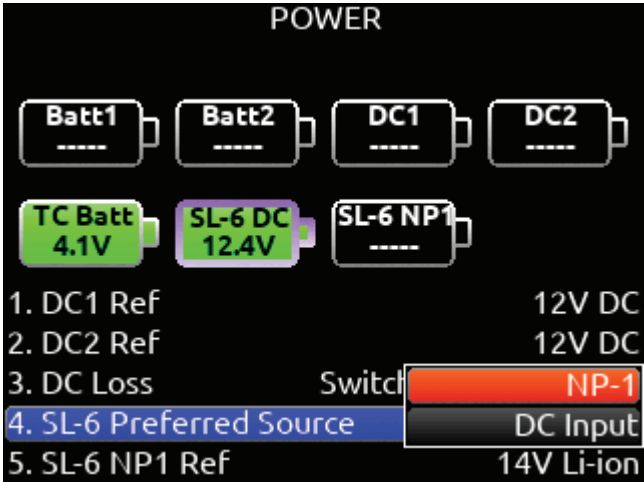 POWER
Batt1 Batt2 DC1 DC2
----- ----- ----- -----
TC Batt SL-6 DC SL-6 NP1
4.1V 12.4V -----
1. DC1 Ref 12V DC
2. DC2 Ref 12V DC
3. DC Loss Switch NP-1
4. SL-6 Preferred Source DC Input
5. SL-6 NP1 Ref 14V Li-ion